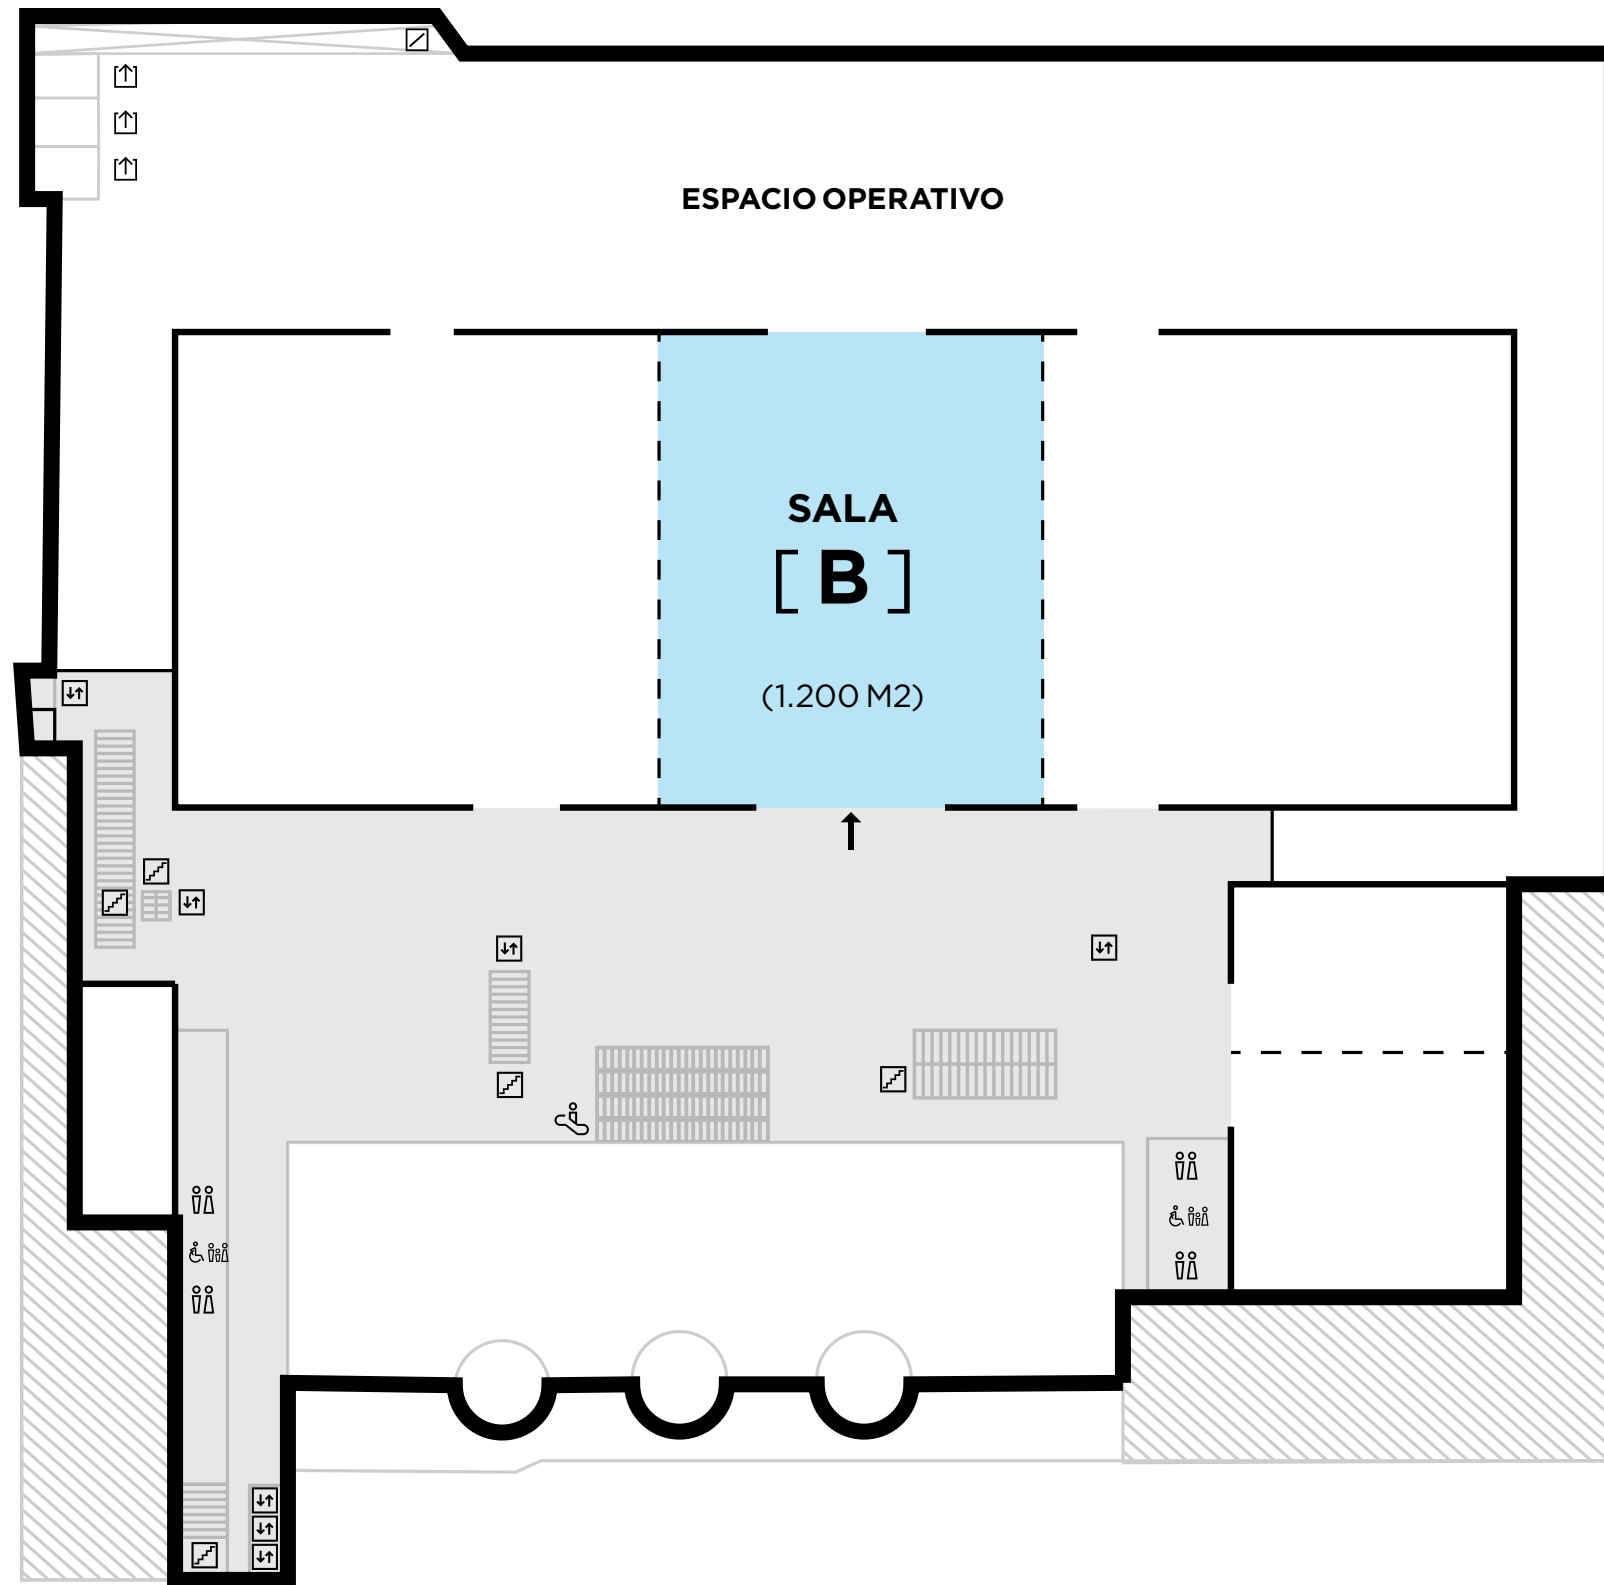 ESPACIO OPERATIVO
SALA
[ B ]
(1.200 M2)